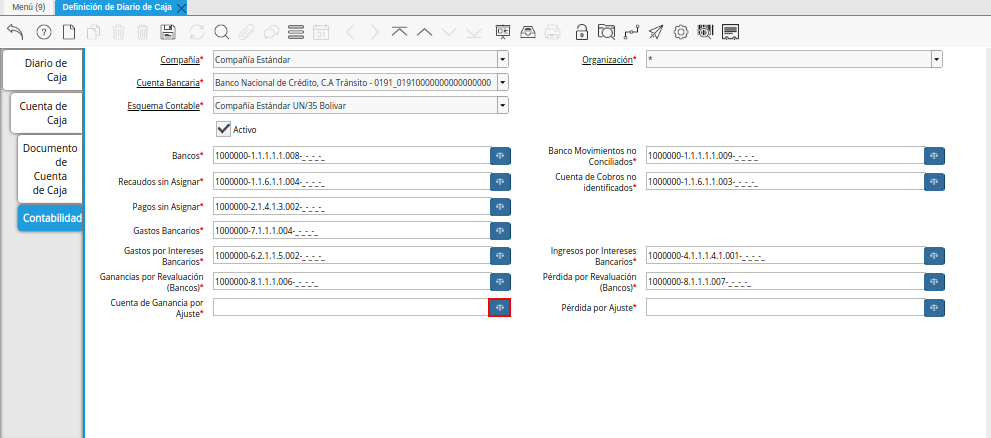 Menú (9) Definición de Diario de Caja
Diario de
Caja
Cuenta de
Caja
Documento
de
Cuenta
de Caja
Contabilidad
Compañía* Compañía Estándar Organización* *
Cuenta Bancaria* Banco Nacional de Crédito, C.A Tránsito - 0191_01910000000000000000
Esquema Contable* Compañía Estándar UN/35 Bolivar
Activo
Bancos* 1000000-1.1.1.1.1.008-_-_-_-_ Banco Movimientos no
Conciliados* 1000000-1.1.1.1.1.009-_-_-_-_
Recaudos sin Asignar* 1000000-1.1.6.1.1.004-_-_-_-_ Cuenta de Cobros no
identificados* 1000000-1.1.6.1.1.003-_-_-_-_
Pagos sin Asignar* 1000000-2.1.4.1.3.002-_-_-_-_
Gastos Bancarios* 1000000-7.1.1.1.004-_-_-_-_
Gastos por Intereses
Bancarios* 1000000-6.2.1.1.5.002-_-_-_-_ Ingresos por Intereses
Bancarios* 1000000-4.1.1.1.4.1.001-_-_-_-_
Ganancias por Revaluación
(Bancos)* 1000000-8.1.1.1.006-_-_-_-_ Pérdida por Revaluación
(Bancos)* 1000000-8.1.1.1.007-_-_-_-_
Cuenta de Ganancia por
Ajuste* Pérdida por Ajuste*